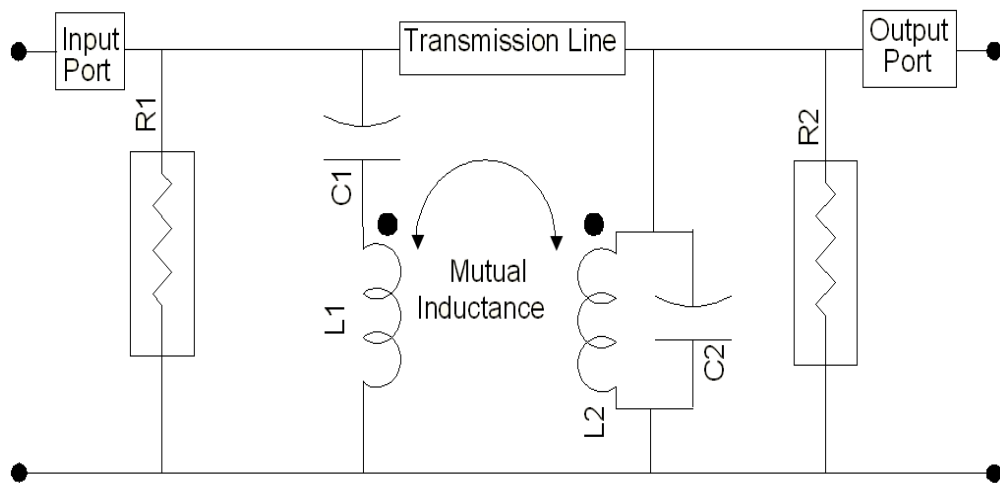 Input
Port
Transmission Line
Output
Port
R1
R2
C1
Mutual
Inductance
L1
C2
L2